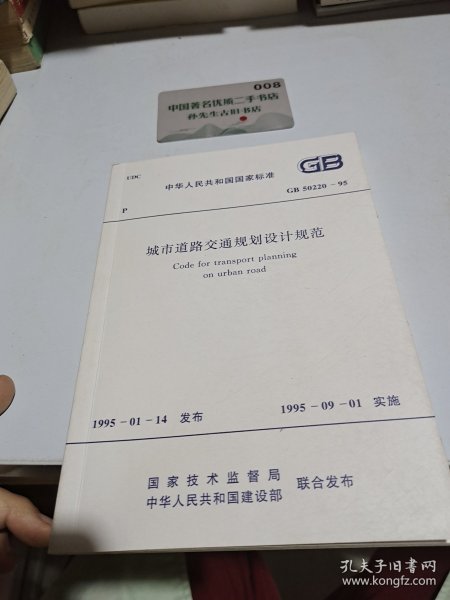 008
中国著名优质二手书店
孙先生古旧书店
UDC
中华人民共和国国家标准
GB
P
GB 50220－95
城市道路交通规划设计规范
Code for transport planning
on urban road
1995－01－14 发布
1995－09－01 实施
国家技术监督局
中华人民共和国建设部
联合发布
孔夫子旧书网
www.kongfz.com